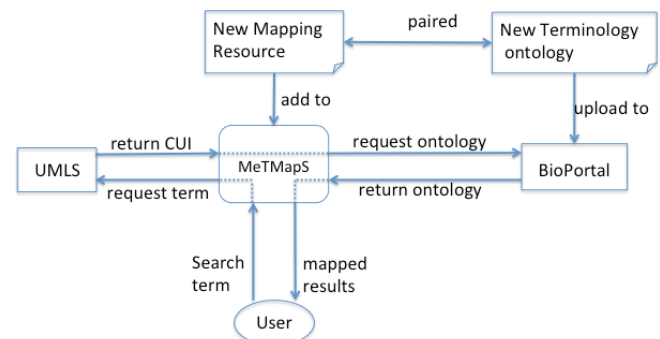 New Mapping
Resource
paired
New Terminology
ontology
add to
upload to
return CUI
request ontology
UMLS
MeTMapS
BioPortal
request term
return ontology
Search
term
mapped
results
User